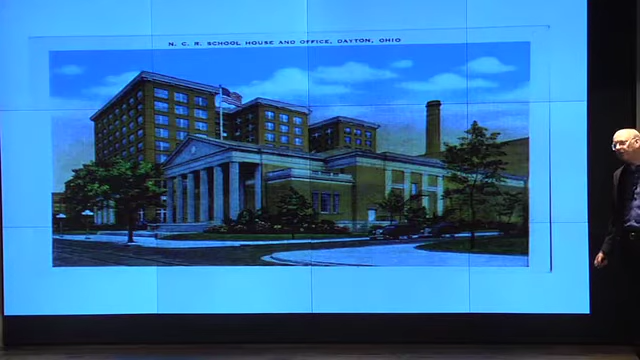 N. C. R. SCHOOL HOUSE AND OFFICE, DAYTON, OHIO